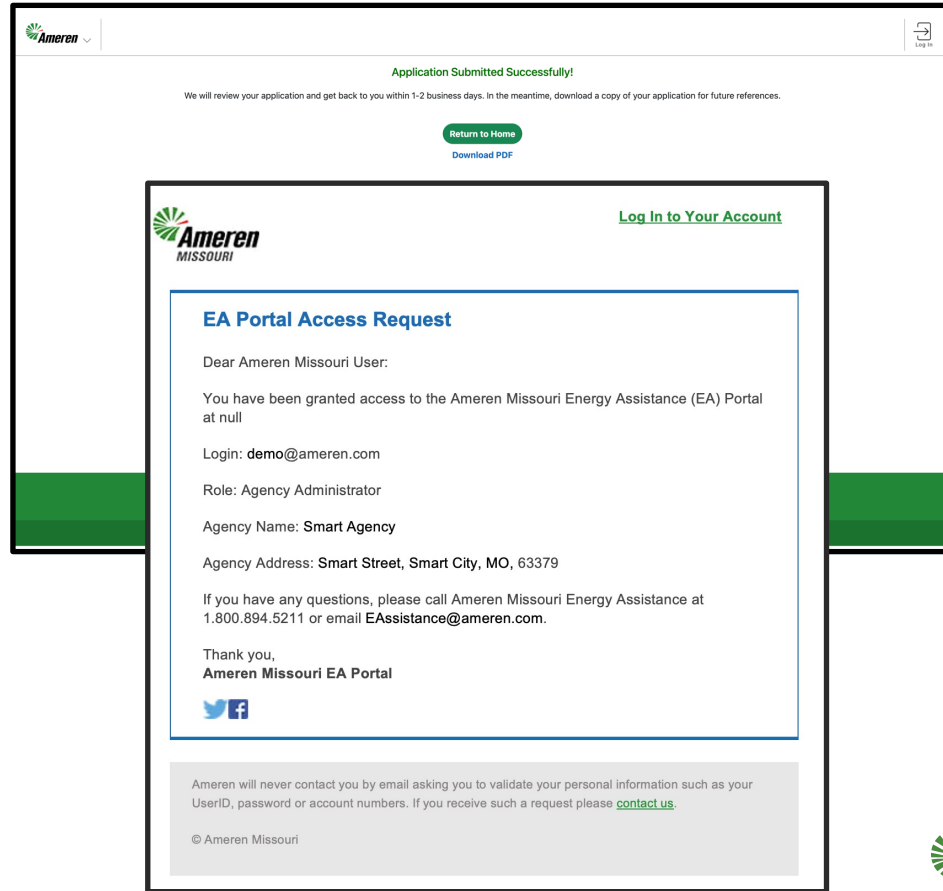 Ameren
Log In
Application Submitted Successfully!
We will review your application and get back to you within 1-2 business days. In the meantime, download a copy of your application for future references.
Return to Home
Download PDF
Ameren
MISSOURI
Log In to Your Account
EA Portal Access Request
Dear Ameren Missouri User:
You have been granted access to the Ameren Missouri Energy Assistance (EA) Portal
at null
Login: demo@ameren.com
Role: Agency Administrator
Agency Name: Smart Agency
Agency Address: Smart Street, Smart City, MO, 63379
If you have any questions, please call Ameren Missouri Energy Assistance at
1.800.894.5211 or email EAssistance@ameren.com.
Thank you,
Ameren Missouri EA Portal
Ameren will never contact you by email asking you to validate your personal information such as your
UserID, password or account numbers. If you receive such a request please contact us.
© Ameren Missouri